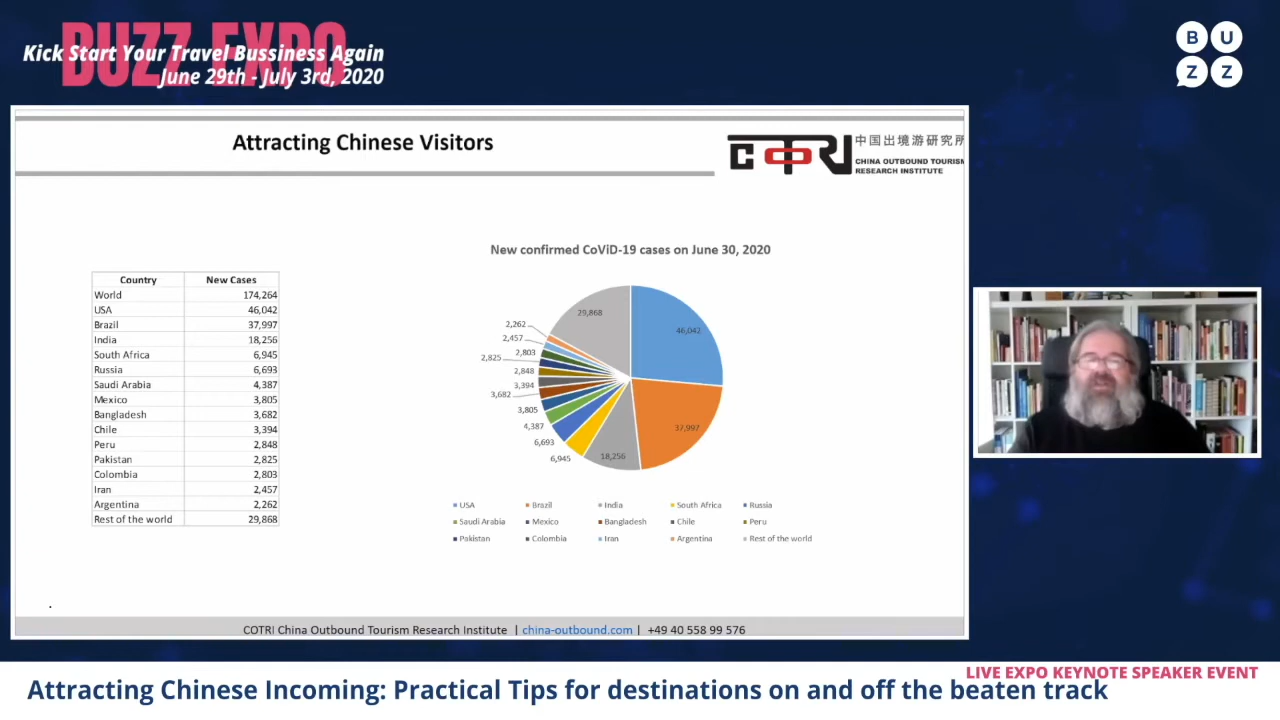 BUZZ EXPO
Kick Start Your Travel Bussiness Again
June 29th - July 3rd, 2020
B U
Z Z
Attracting Chinese Visitors
COTRI
中国出境游研究所
CHINA OUTBOUND TOURISM
RESEARCH INSTITUTE
New confirmed CoViD-19 cases on June 30, 2020
Country New Cases
World 174,264
USA 46,042
Brazil 37,997
India 18,256
South Africa 6,945
Russia 6,693
Saudi Arabia 4,387
Mexico 3,805
Bangladesh 3,682
Chile 3,394
Peru 2,848
Pakistan 2,825
Colombia 2,803
Iran 2,457
Argentina 2,262
Rest of the world 29,868
29,868
46,042
2,262
2,457
2,803
2,825
2,848
3,394
3,682
3,805
4,387
6,693
6,945
18,256
37,997
USA Brazil India South Africa Russia
Saudi Arabia Mexico Bangladesh Chile Peru
Pakistan Colombia Iran Argentina Rest of the world
COTRI China Outbound Tourism Research Institute | china-outbound.com | +49 40 558 99 576
LIVE EXPO KEYNOTE SPEAKER EVENT
Attracting Chinese Incoming: Practical Tips for destinations on and off the beaten track